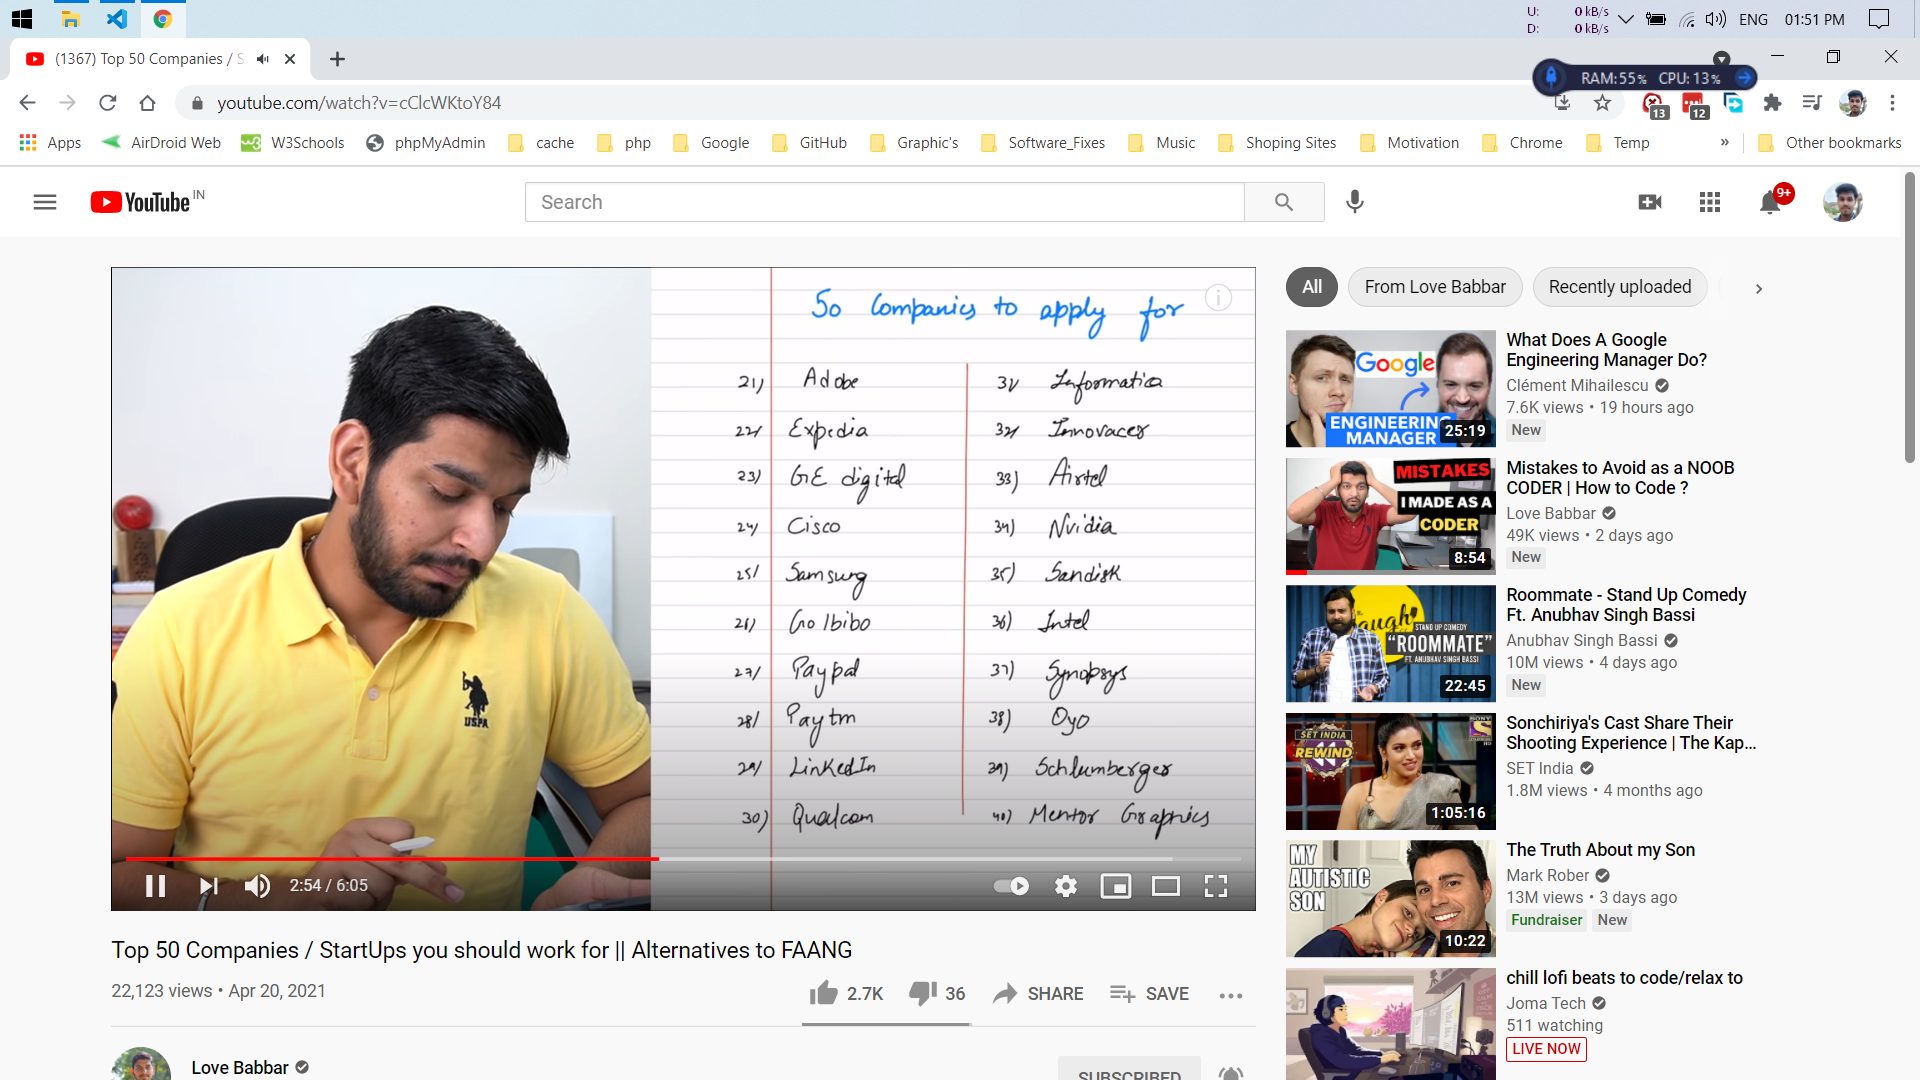 U: 0 kB/s
D: 0 kB/s
ENG 01:51 PM
(1367) Top 50 Companies / S
RAM:55% CPU: 13%
youtube.com/watch?v=cClcWKtoY84
13 12
Apps AirDroid Web W3Schools phpMyAdmin cache php Google GitHub Graphic's Software_Fixes Music Shoping Sites Motivation Chrome Temp » Other bookmarks
YouTube IN
Search
9+
50 Companies to apply for
21) Adobe
22) Expedia
23) GE digital
24) Cisco
25) Samsung
26) GoIbibo
27) Paypal
28) Paytm
29) LinkedIn
30) Qualcom
31) Informatica
32) Innovacer
33) Airtel
34) Nvidia
35) Sandisk
36) Intel
37) Synopsys
38) Oyo
39) Schlumberger
40) Mentor Graphics
USPA
2:54 / 6:05
Top 50 Companies / StartUps you should work for || Alternatives to FAANG
22,123 views • Apr 20, 2021
2.7K 36 SHARE SAVE
Love Babbar
SUBSCRIBED
All From Love Babbar Recently uploaded
Google
ENGINEERING
MANAGER
25:19
What Does A Google
Engineering Manager Do?
Clément Mihailescu
7.6K views • 19 hours ago
New
MISTAKES
I MADE AS A
CODER
8:54
Mistakes to Avoid as a NOOB
CODER | How to Code ?
Love Babbar
49K views • 2 days ago
New
STAND UP COMEDY
"ROOMMATE"
FT. ANUBHAV SINGH BASSI
22:45
Roommate - Stand Up Comedy
Ft. Anubhav Singh Bassi
Anubhav Singh Bassi
10M views • 4 days ago
New
SET INDIA
REWIND
SONY
1:05:16
Sonchiriya's Cast Share Their
Shooting Experience | The Kap...
SET India
1.8M views • 4 months ago
MY
AUTISTIC
SON
10:22
The Truth About my Son
Mark Rober
13M views • 3 days ago
Fundraiser New
chill lofi beats to code/relax to
Joma Tech
511 watching
LIVE NOW